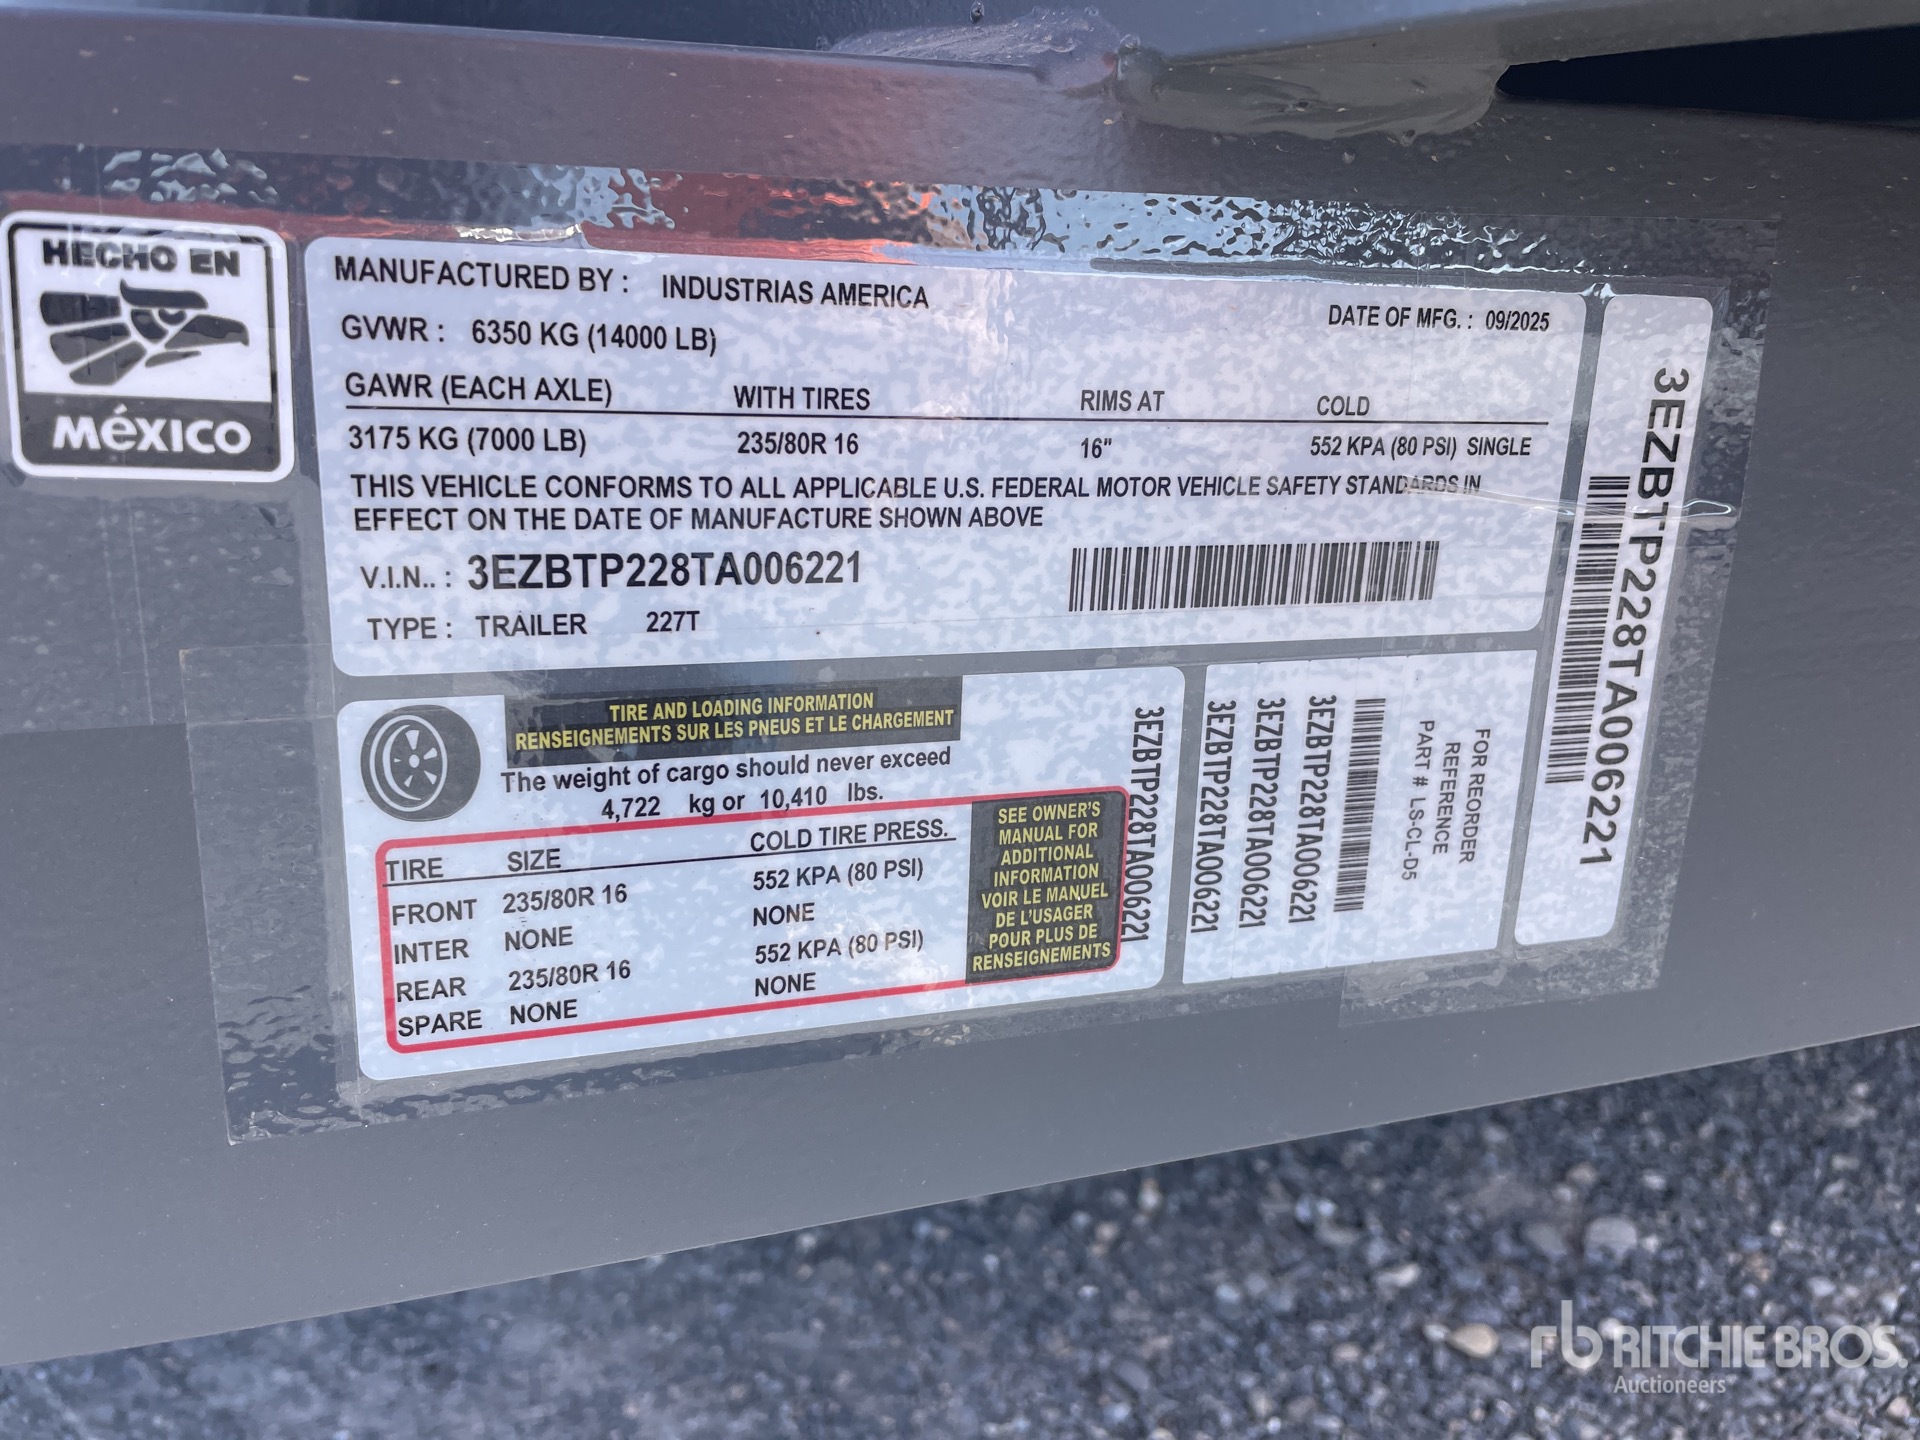 HECHO EN
MéXICO
MANUFACTURED BY : INDUSTRIAS AMERICA
GVWR : 6350 KG (14000 LB)
DATE OF MFG. : 09/2025
GAWR (EACH AXLE) WITH TIRES RIMS AT COLD
3175 KG (7000 LB) 235/80R 16 16" 552 KPA (80 PSI) SINGLE
THIS VEHICLE CONFORMS TO ALL APPLICABLE U.S. FEDERAL MOTOR VEHICLE SAFETY STANDARDS IN
EFFECT ON THE DATE OF MANUFACTURE SHOWN ABOVE
V.I.N.. : 3EZBTP228TA006221
TYPE : TRAILER 227T
3EZBTP228TA006221
TIRE AND LOADING INFORMATION
RENSEIGNEMENTS SUR LES PNEUS ET LE CHARGEMENT
The weight of cargo should never exceed
4,722 kg or 10,410 lbs.
TIRE SIZE COLD TIRE PRESS.
FRONT 235/80R 16 552 KPA (80 PSI)
INTER NONE NONE
REAR 235/80R 16 552 KPA (80 PSI)
SPARE NONE NONE
SEE OWNER'S
MANUAL FOR
ADDITIONAL
INFORMATION
VOIR LE MANUEL
DE L'USAGER
POUR PLUS DE
RENSEIGNEMENTS
3EZBTP228TA006221
3EZBTP228TA006221
3EZBTP228TA006221
3EZBTP228TA006221
FOR REORDER
REFERENCE
PART # LS-CL-D5
rb RITCHIE BROS.
Auctioneers